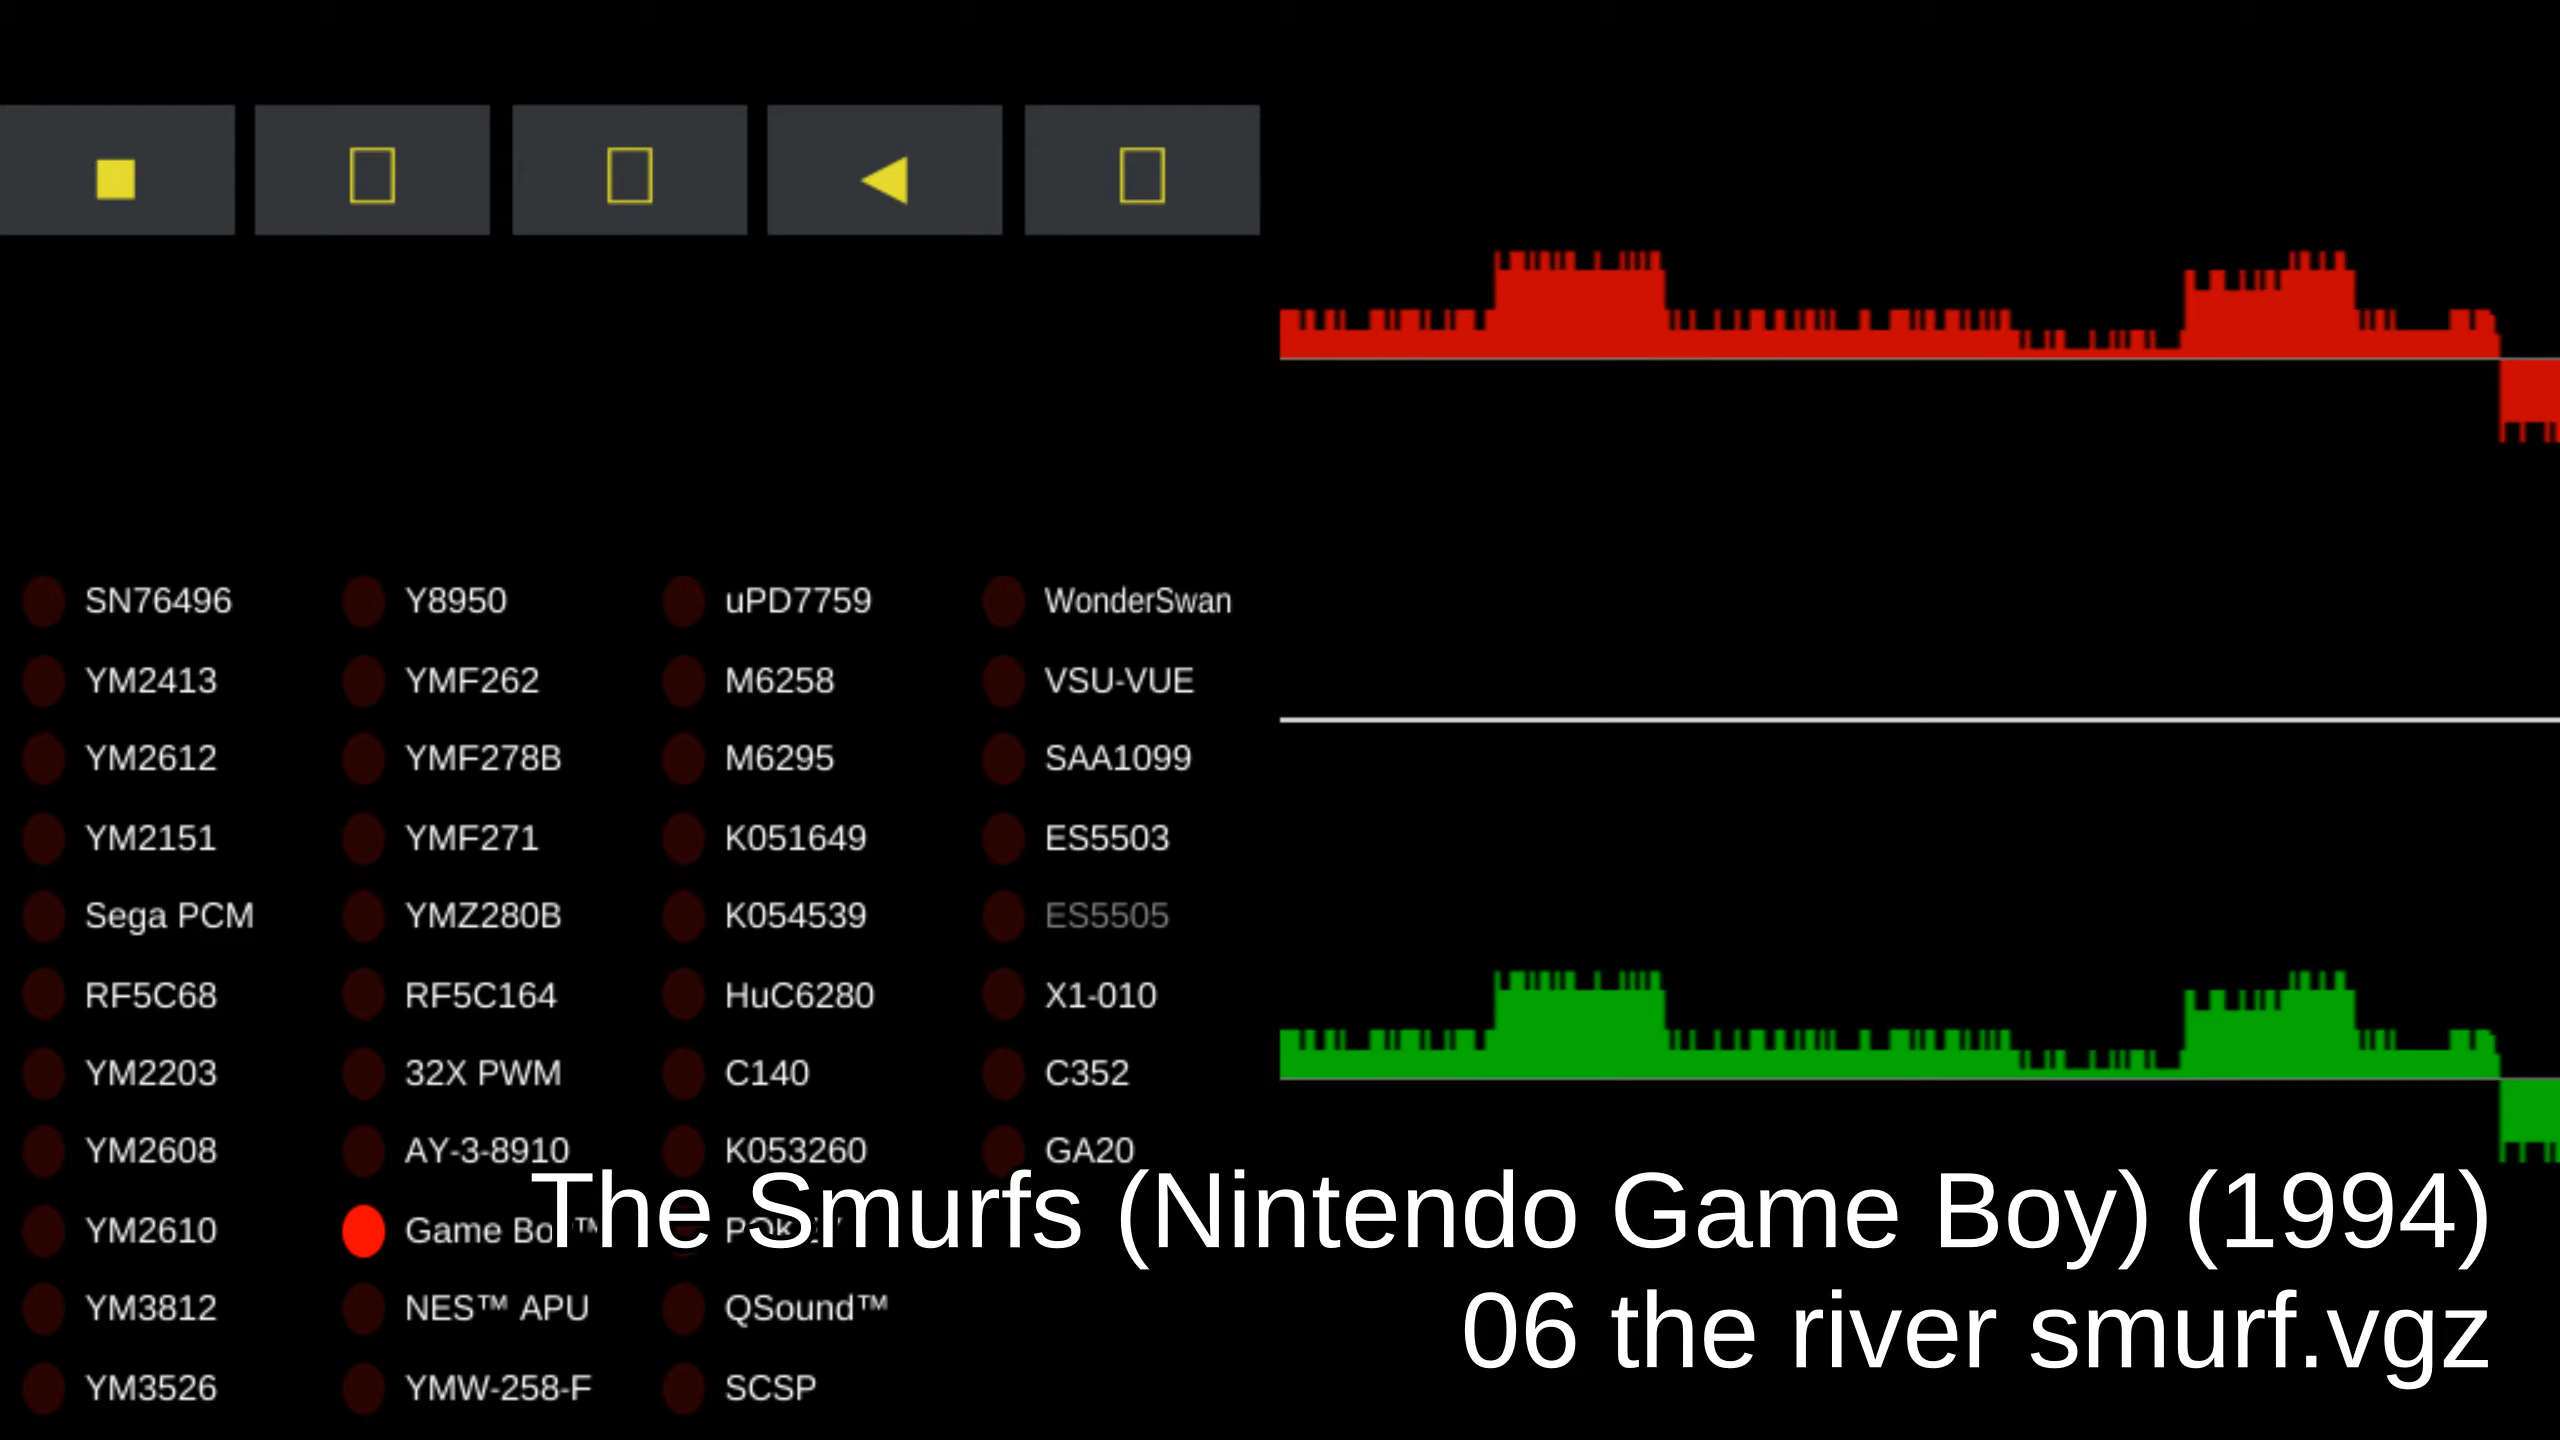 SN76496 Y8950 uPD7759 WonderSwan
YM2413 YMF262 M6258 VSU-VUE
YM2612 YMF278B M6295 SAA1099
YM2151 YMF271 K051649 ES5503
Sega PCM YMZ280B K054539 ES5505
RF5C68 RF5C164 HuC6280 X1-010
YM2203 32X PWM C140 C352
YM2608 AY-3-8910 K053260 GA20
YM2610 Game
YM3812 NES™ APU QSound™
YM3526 YMW-258-F SCSP
The Smurfs (Nintendo Game Boy) (1994)
06 the river smurf.vgz